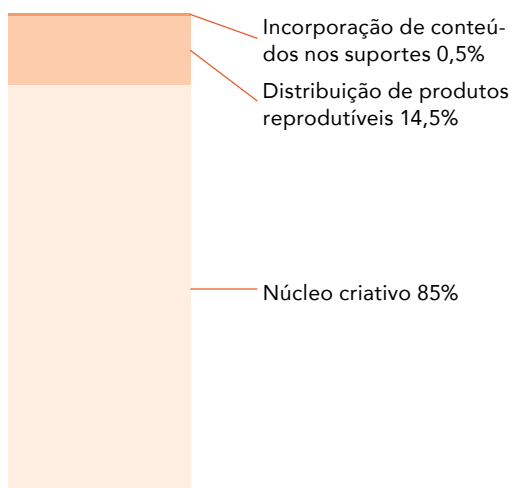 Incorporação de conteú-
dos nos suportes 0,5%
Distribuição de produtos
reprodutíveis 14,5%
Núcleo criativo 85%